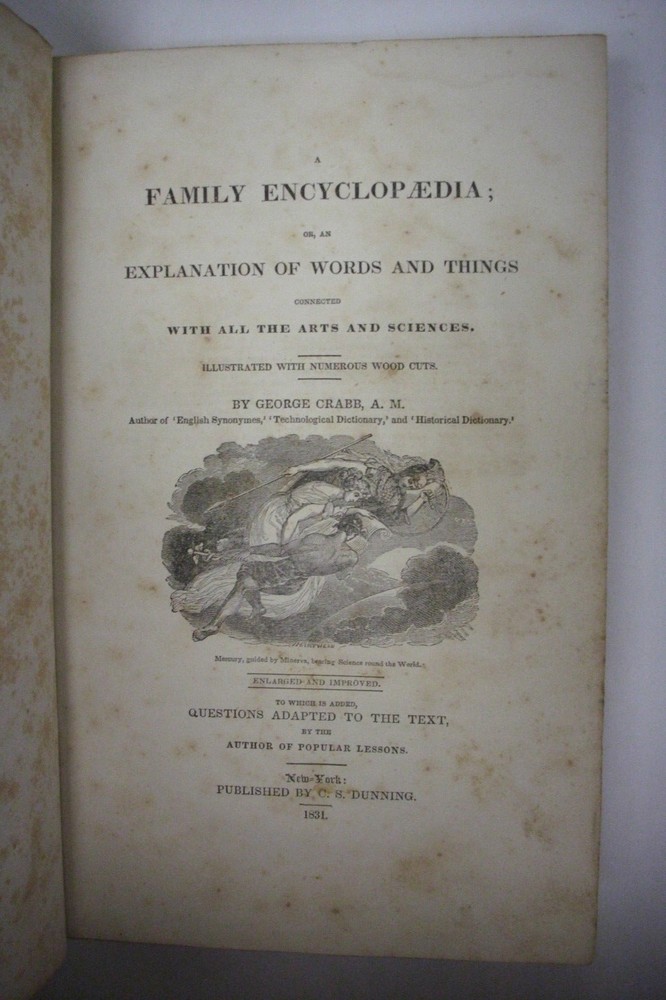 A
FAMILY ENCYCLOPÆDIA;
OR, AN
EXPLANATION OF WORDS AND THINGS
CONNECTED
WITH ALL THE ARTS AND SCIENCES.
ILLUSTRATED WITH NUMEROUS WOOD CUTS.
BY GEORGE CRABB, A. M.
Author of 'English Synonymes,' 'Technological Dictionary,' and 'Historical Dictionary.'
Mercury, guided by Minerva, bearing Science round the World.
ENLARGED AND IMPROVED.
TO WHICH IS ADDED,
QUESTIONS ADAPTED TO THE TEXT,
BY THE
AUTHOR OF POPULAR LESSONS.
New-York:
PUBLISHED BY C. S. DUNNING.
1831.